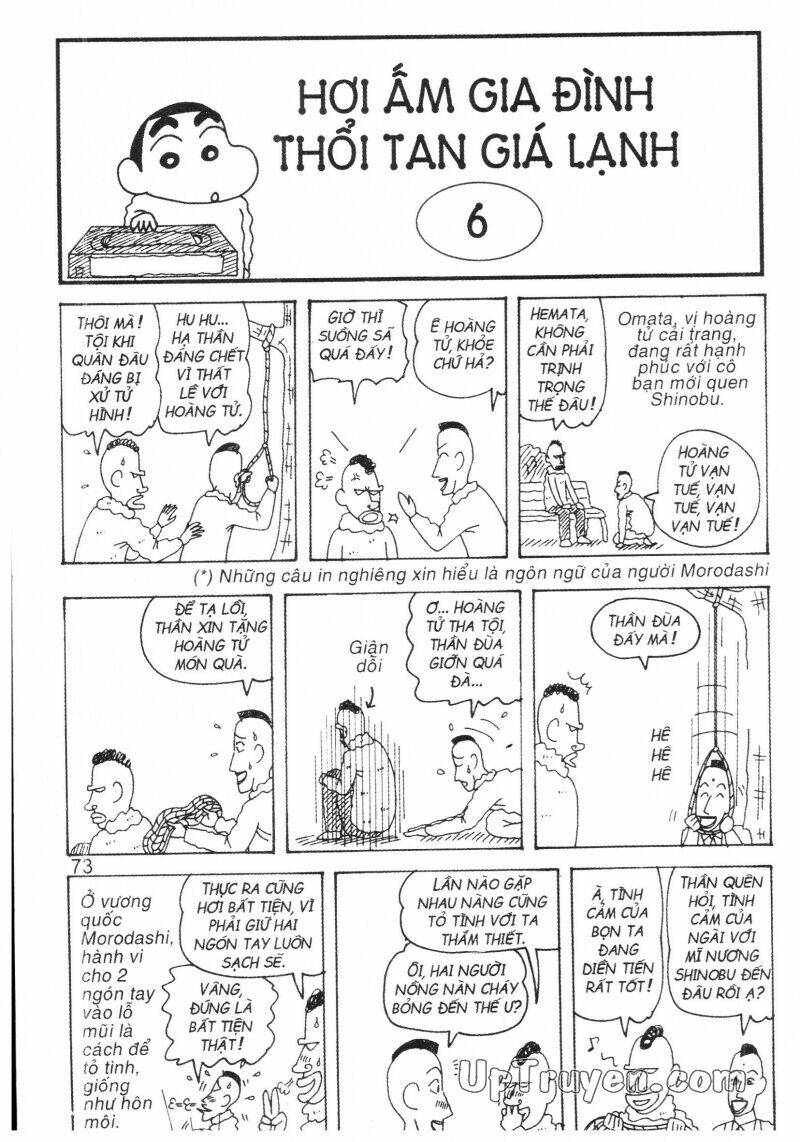 HƠI ẤM GIA ĐÌNH
THỔI TAN GIÁ LẠNH
6
Omata, vị hoàng
tử cải trang,
đang rất hạnh
phúc với cô
bạn mới quen
Shinobu.
HEMATA,
KHÔNG
CẦN PHẢI
TRỊNH
TRỌNG
THẾ ĐÂU!
HOÀNG
TỬ VẠN
TUẾ, VẠN
TUẾ, VẠN
VẠN TUẾ!
Ê HOÀNG
TỬ, KHỎE
CHỨ HẢ?
GIỜ THÌ
SUỒNG SÃ
QUÁ ĐẤY!
HU HU...
HẠ THẦN
ĐÁNG CHẾT
VÌ THẤT
LỄ VỚI
HOÀNG TỬ.
THÔI MÀ!
TỘI KHI
QUÂN ĐÂU
ĐÁNG BỊ
XỬ TỬ
HÌNH!
(*) Những câu in nghiêng xin hiểu là ngôn ngữ của người Morodashi
THẦN ĐÙA
ĐẤY MÀ!
HÊ
HÊ
HÊ
Ơ... HOÀNG
TỬ THA TỘI,
THẦN ĐÙA
GIỠN QUÁ
ĐÀ...
Giận
dỗi
ĐỂ TẠ LỖI,
THẦN XIN TẶNG
HOÀNG TỬ
MÓN QUÀ.
73
THẦN QUÊN
HỎI, TÌNH
CẢM CỦA
NGÀI VỚI
MĨ NƯƠNG
SHINOBU ĐẾN
ĐÂU RỒI Ạ?
À, TÌNH
CẢM CỦA
BỌN TA
ĐANG
DIỄN TIẾN
RẤT TỐT!
LẦN NÀO GẶP
NHAU NÀNG CŨNG
TỎ TÌNH VỚI TA
THẮM THIẾT.
ÔI, HAI NGƯỜI
NỒNG NÀN CHÁY
BỎNG ĐẾN THẾ Ư?
THỰC RA CŨNG
HƠI BẤT TIỆN, VÌ
PHẢI GIỮ HAI
NGÓN TAY LUÔN
SẠCH SẼ.
VÂNG,
ĐÚNG LÀ
BẤT TIỆN
THẬT!
Ở vương
quốc
Morodashi,
hành vi
cho 2
ngón tay
vào lỗ
mũi là
cách để
tỏ tình,
giống
như hôn
môi.
UpTruyen.com